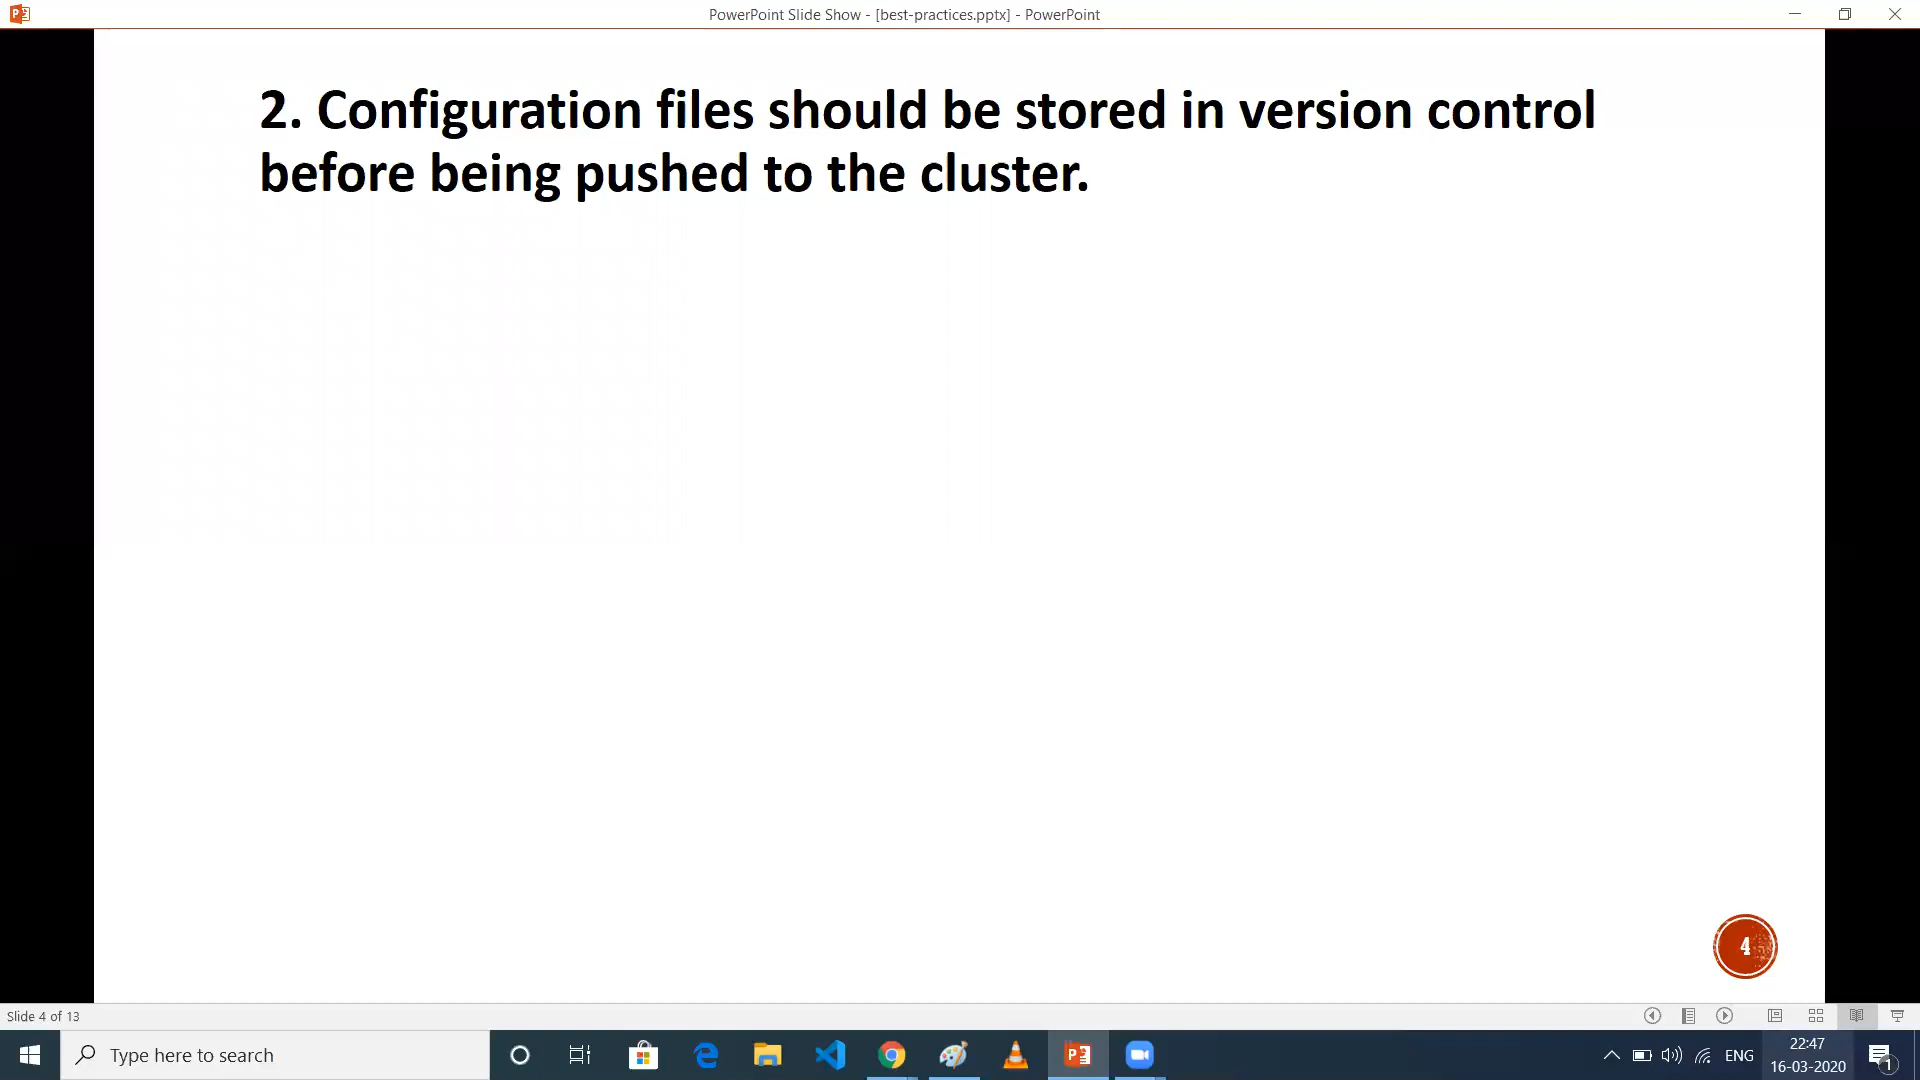 PowerPoint Slide Show - [best-practices.pptx] - PowerPoint
2. Configuration files should be stored in version control
before being pushed to the cluster.
4
Slide 4 of 13
Type here to search
ENG
22:47
16-03-2020
1